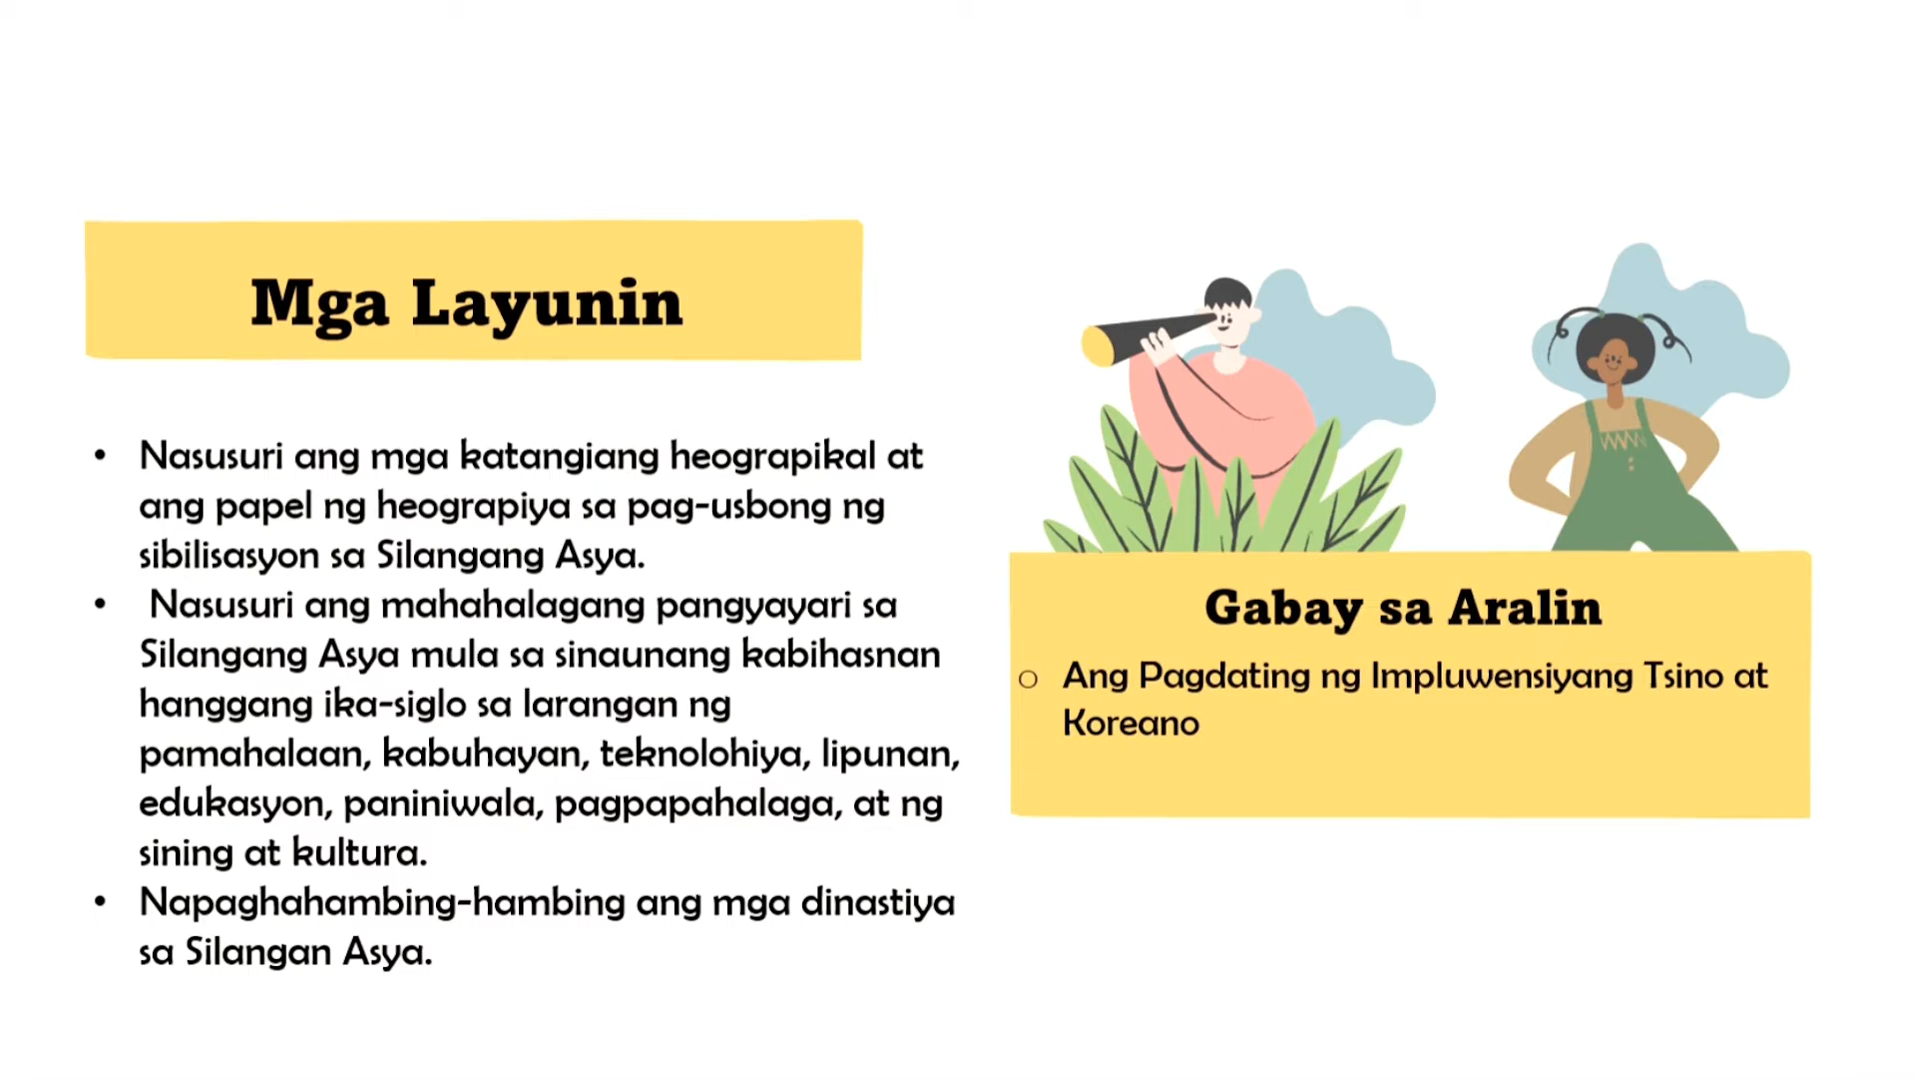 Mga Layunin
• Nasusuri ang mga katangiang heograpikal at
ang papel ng heograpiya sa pag-usbong ng
sibilisasyon sa Silangang Asya.
• Nasusuri ang mahahalagang pangyayari sa
Silangang Asya mula sa sinaunang kabihasnan
hanggang ika-siglo sa larangan ng
pamahalaan, kabuhayan, teknolohiya, lipunan,
edukasyon, paniniwala, pagpapahalaga, at ng
sining at kultura.
• Napaghahambing-hambing ang mga dinastiya
sa Silangan Asya.
Gabay sa Aralin
o Ang Pagdating ng Impluwensiyang Tsino at
Koreano